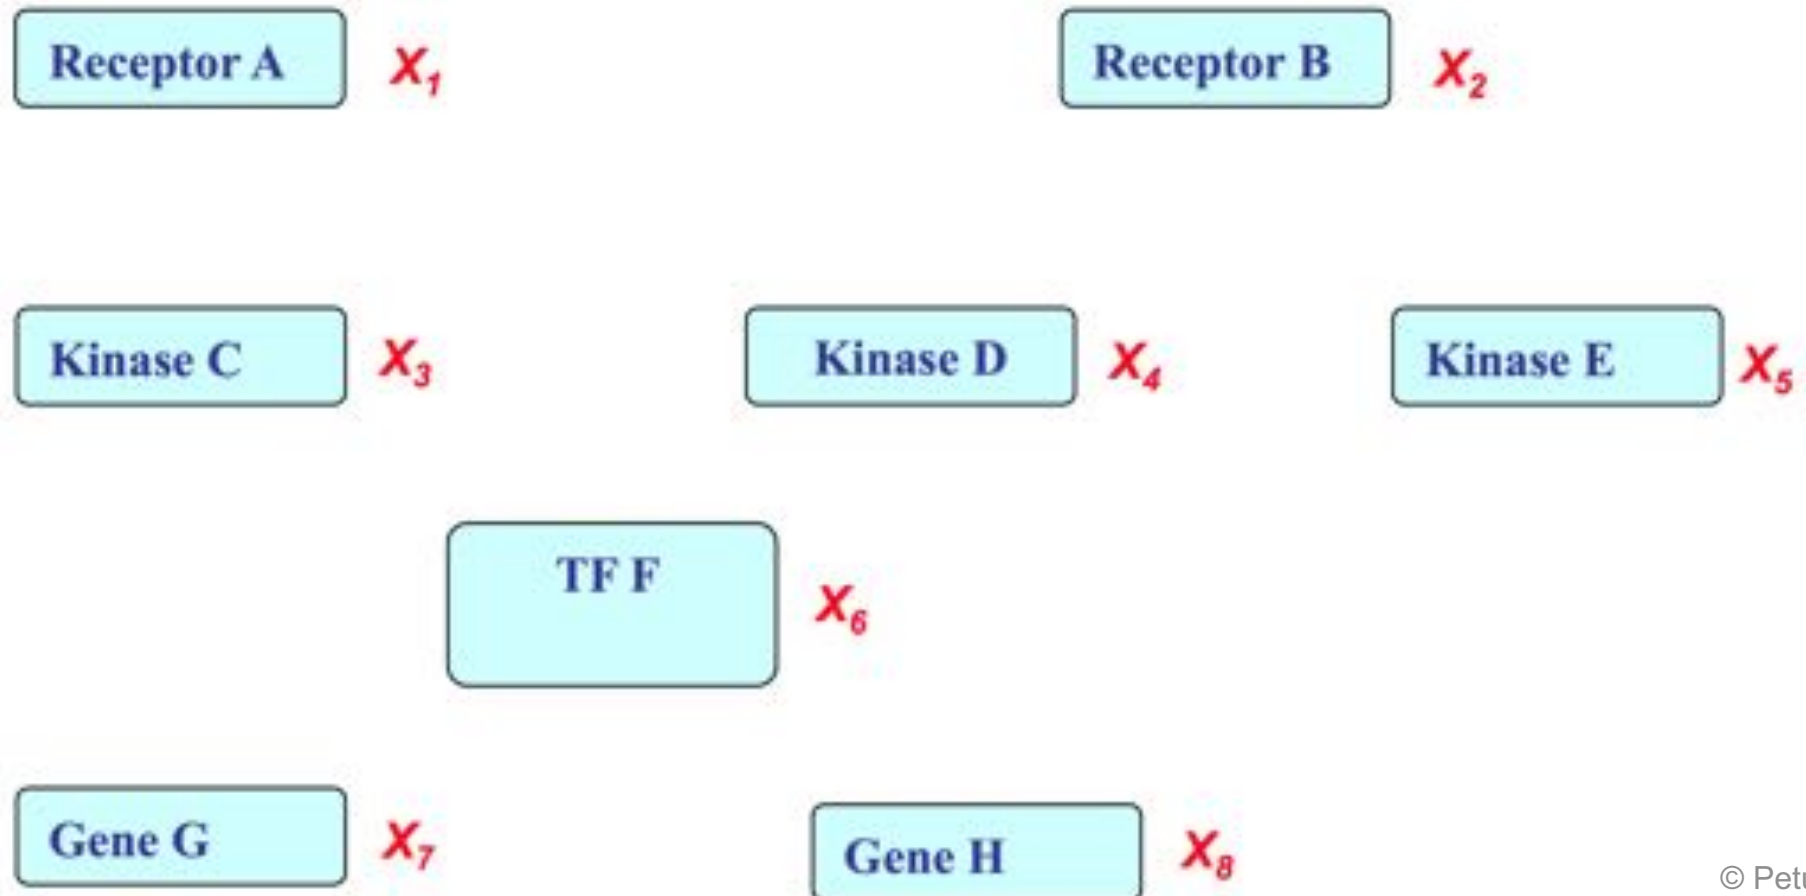 Receptor A X₁ Receptor B X₂
Kinase C X₃ Kinase D X₄ Kinase E X₅
TF F X₆
Gene G X₇ Gene H X₈
©